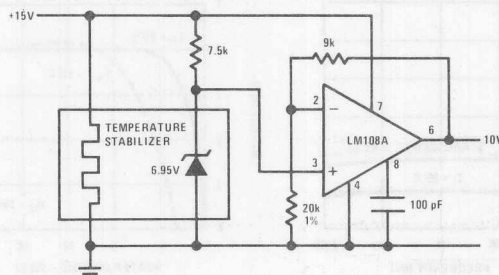 +15V
7.5k
9k
2
7
TEMPERATURE
STABILIZER
6.95V
LM108A
6
10V
3
8
4
20k
1%
100 pF